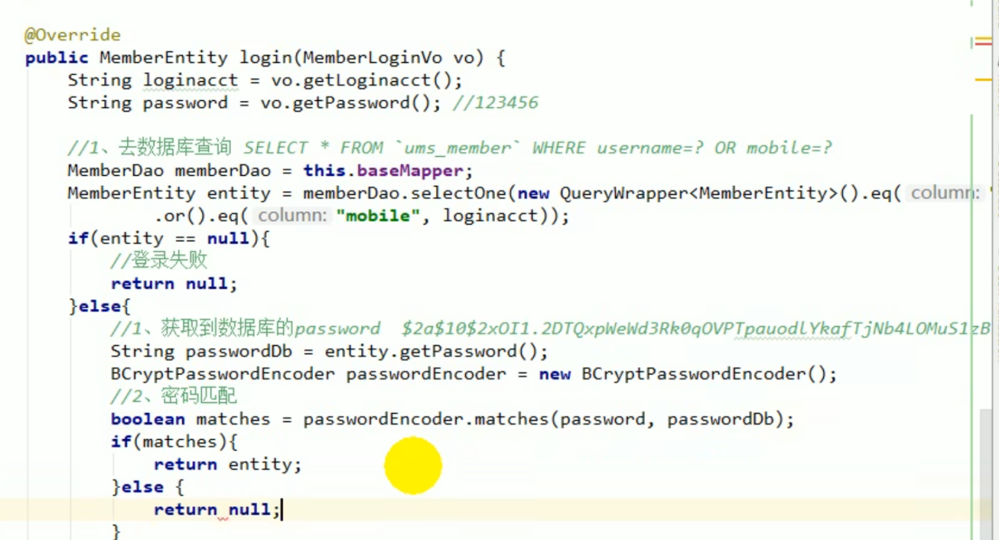 @Override
public MemberEntity login(MemberLoginVo vo) {
String loginacct = vo.getLoginacct();
String password = vo.getPassword(); //123456
//1、去数据库查询 SELECT * FROM `ums_member` WHERE username=? OR mobile=?
MemberDao memberDao = this.baseMapper;
MemberEntity entity = memberDao.selectOne(new QueryWrapper<MemberEntity>().eq( column: "
.or().eq( column: "mobile", loginacct));
if(entity == null){
//登录失败
return null;
}else{
//1、获取到数据库的password $2a$10$2xOI1.2DTQxpWeWd3Rk0qOVPTpauodlYkafTjNb4LOMuS1zB
String passwordDb = entity.getPassword();
BCryptPasswordEncoder passwordEncoder = new BCryptPasswordEncoder();
//2、密码匹配
boolean matches = passwordEncoder.matches(password, passwordDb);
if(matches){
return entity;
}else {
return null;
}